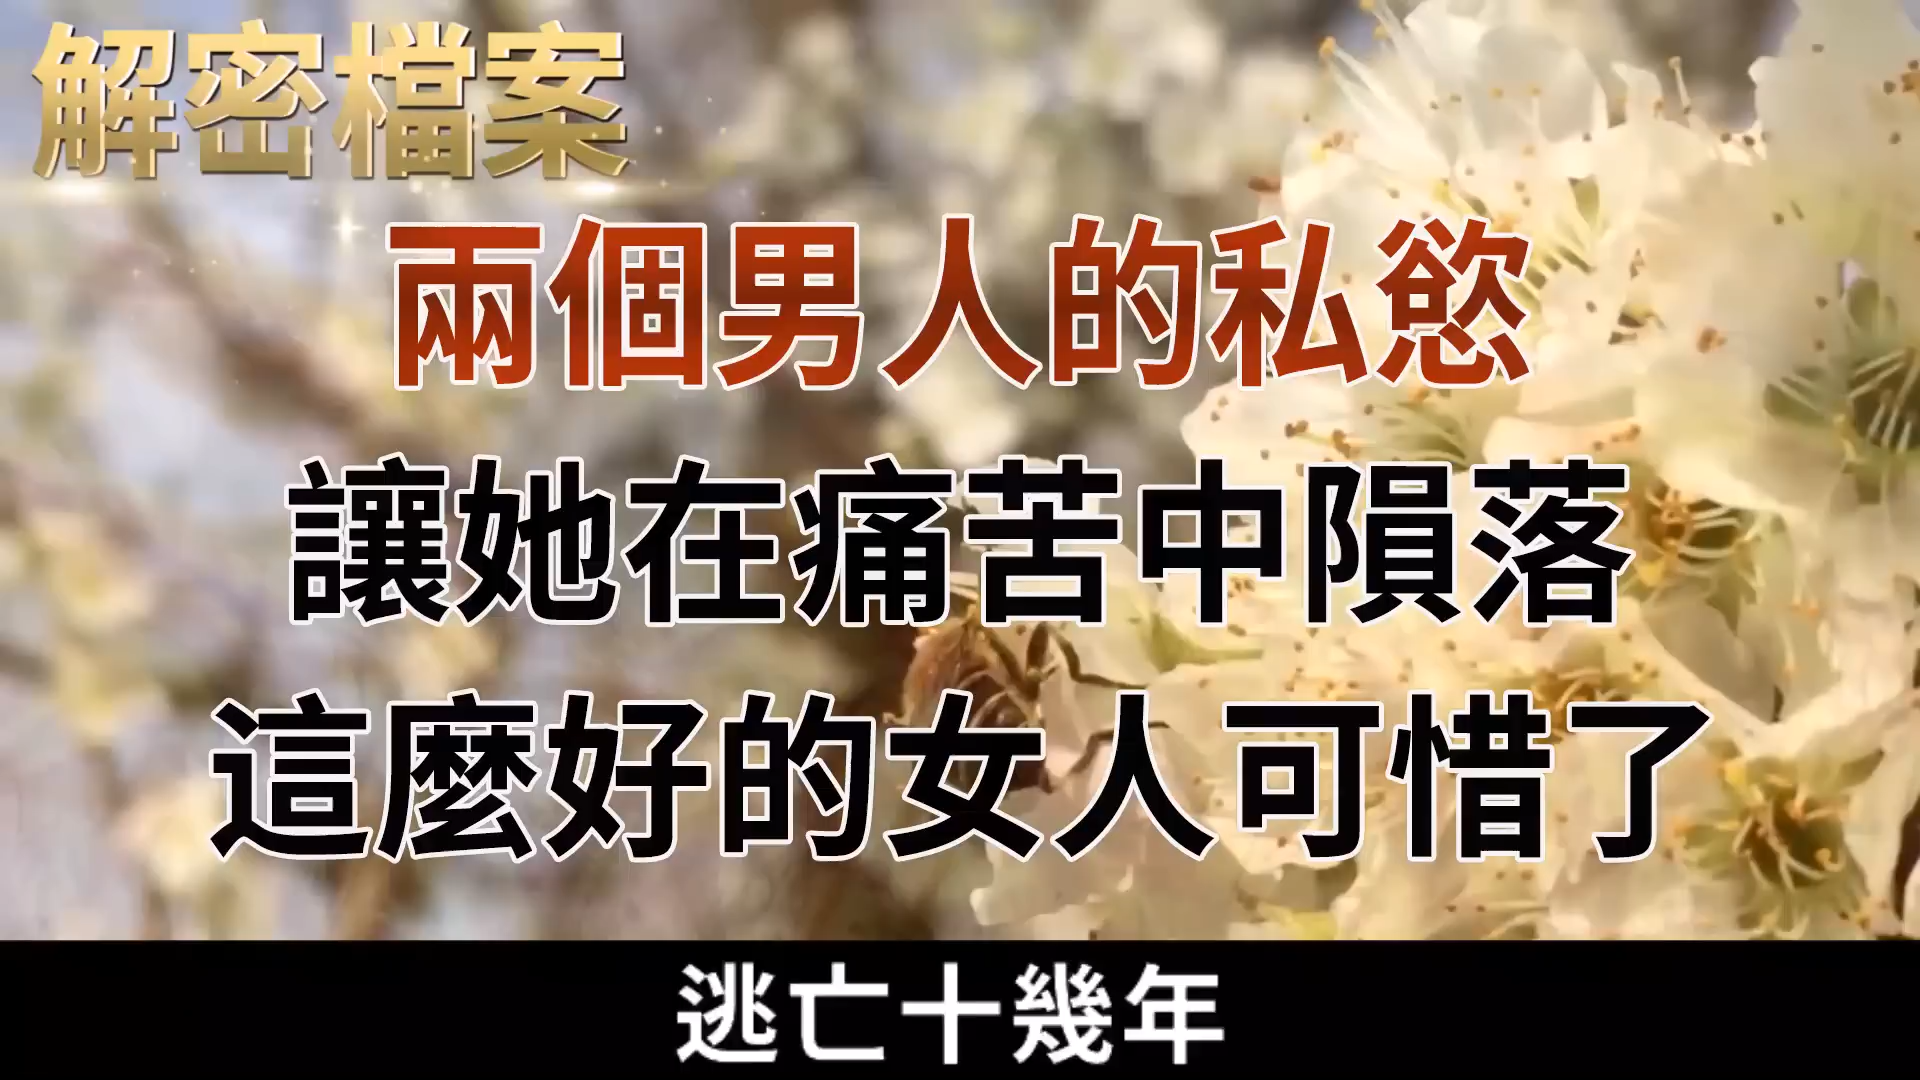 解密檔案
兩個男人的私慾
讓她在痛苦中隕落
這麼好的女人可惜了
逃亡十幾年